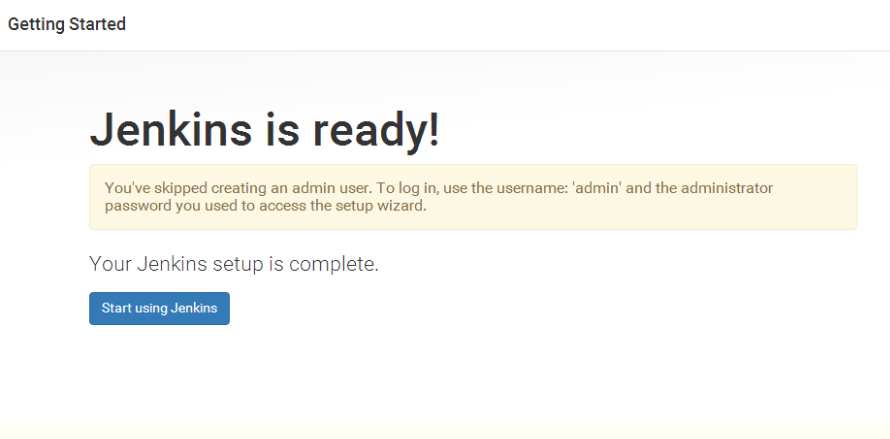 Getting Started
Jenkins is ready!
You've skipped creating an admin user. To log in, use the username: 'admin' and the administrator
password you used to access the setup wizard.
Your Jenkins setup is complete.
Start using Jenkins